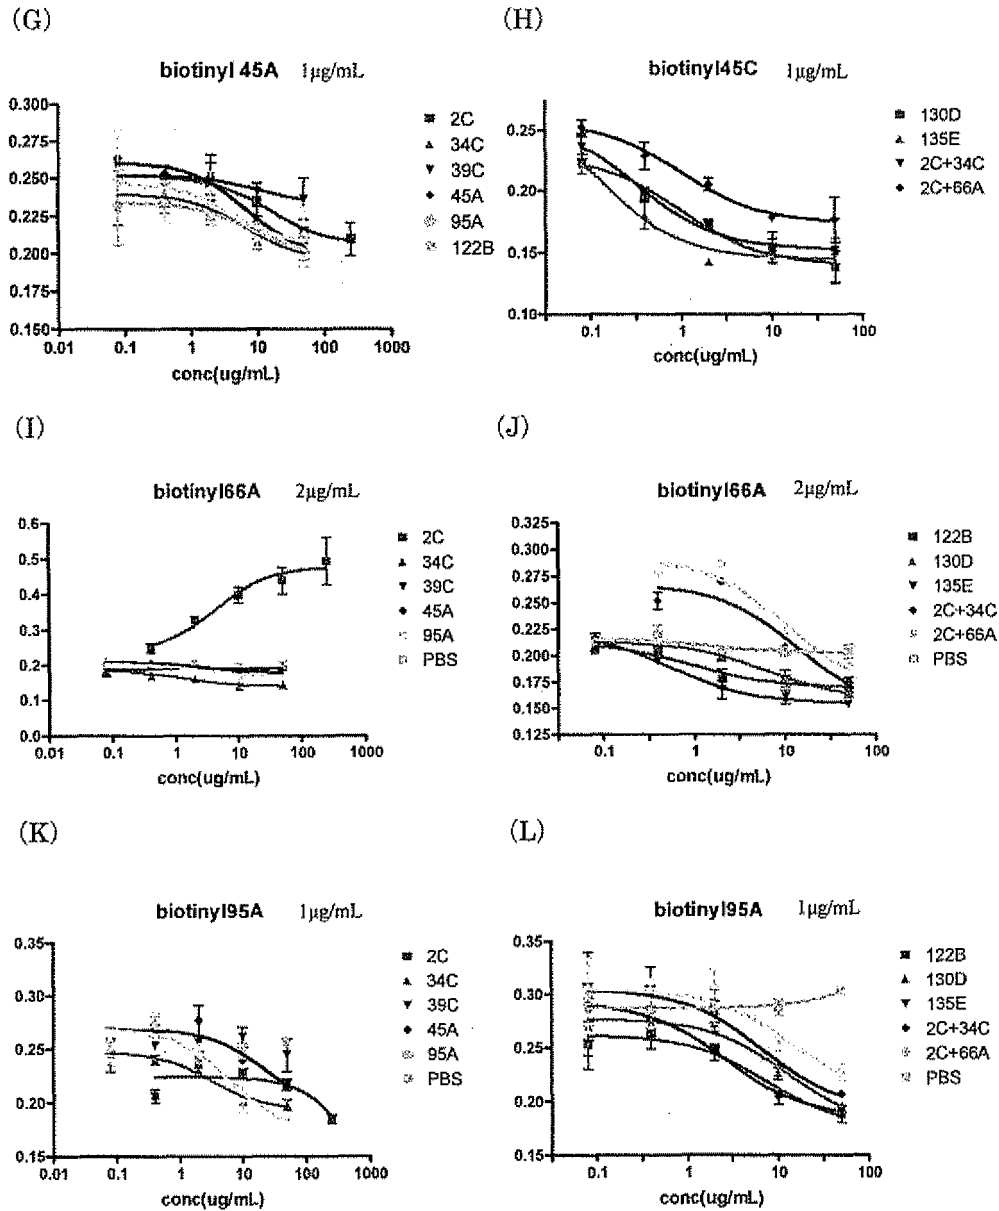 (G)
biotinyl 45A 1μg/mL
0.300
0.275
0.250
0.225
0.200
0.175
0.150
0.01 0.1 1 10 100 1000
conc(ug/mL)
2C
34C
39C
45A
95A
122B
(H)
biotinyl45C 1μg/mL
0.25
0.20
0.15
0.10
0.1 1 10 100
conc(ug/mL)
130D
135E
2C+34C
2C+66A
(I)
biotinyl66A 2μg/mL
0.6
0.5
0.4
0.3
0.2
0.1
0.0
0.01 0.1 1 10 100 1000
conc(ug/mL)
2C
34C
39C
45A
95A
PBS
(J)
biotinyl66A 2μg/mL
0.325
0.300
0.275
0.250
0.225
0.200
0.175
0.150
0.125
0.1 1 10 100
conc(ug/mL)
122B
130D
135E
2C+34C
2C+66A
PBS
(K)
biotinyl95A 1μg/mL
0.35
0.30
0.25
0.20
0.15
0.01 0.1 1 10 100 1000
conc(ug/mL)
2C
34C
39C
45A
95A
PBS
(L)
biotinyl95A 1μg/mL
0.35
0.30
0.25
0.20
0.15
0.1 1 10 100
conc(ug/mL)
122B
130D
135E
2C+34C
2C+66A
PBS